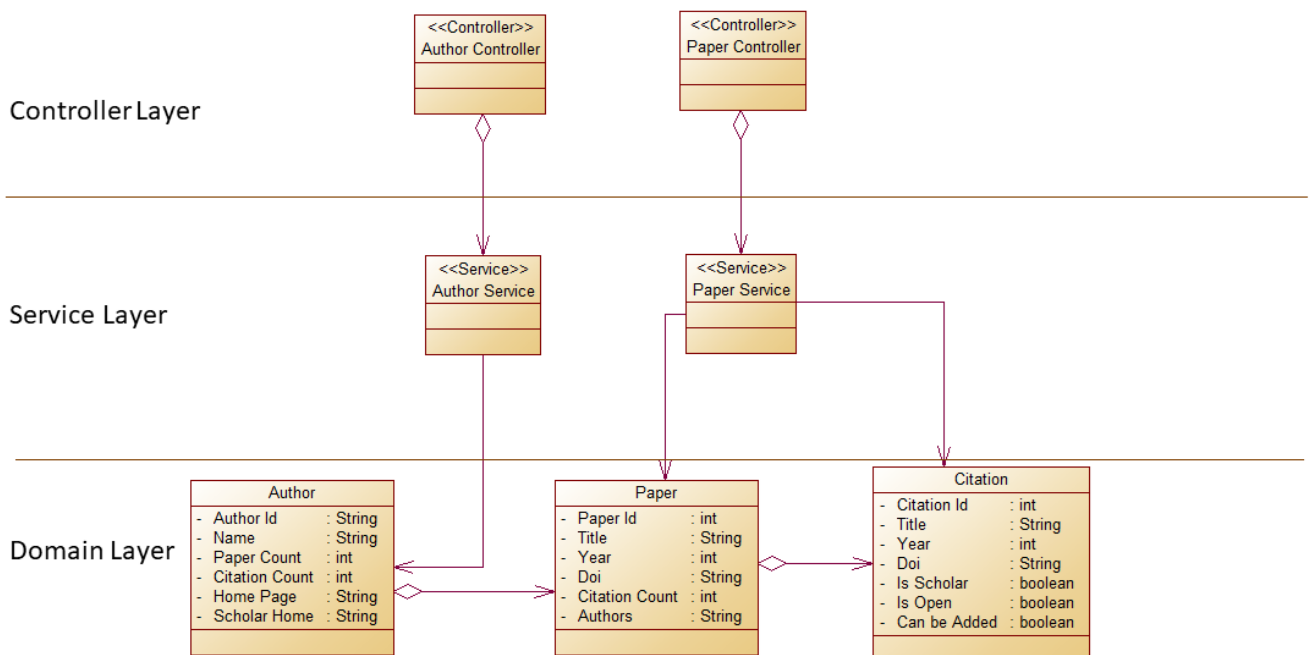 <<Controller>>
Author Controller
<<Controller>>
Paper Controller
Controller Layer
<<Service>>
Author Service
<<Service>>
Paper Service
Service Layer
Domain Layer
Author
- Author Id : String
- Name : String
- Paper Count : int
- Citation Count : int
- Home Page : String
- Scholar Home : String
Paper
- Paper Id : int
- Title : String
- Year : int
- Doi : String
- Citation Count : int
- Authors : String
Citation
- Citation Id : int
- Title : String
- Year : int
- Doi : String
- Is Scholar : boolean
- Is Open : boolean
- Can be Added : boolean